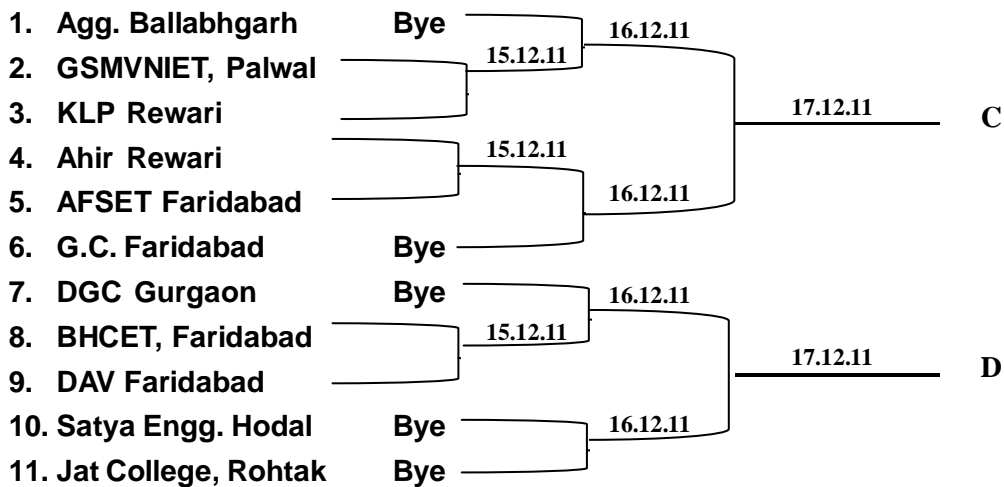 1. Agg. Ballabhgarh Bye 16.12.11
2. GSMVNIET, Palwal 15.12.11
3. KLP Rewari 17.12.11 C
4. Ahir Rewari 15.12.11
5. AFSET Faridabad 16.12.11
6. G.C. Faridabad Bye
7. DGC Gurgaon Bye 16.12.11
8. BHCET, Faridabad 15.12.11
9. DAV Faridabad 17.12.11 D
10. Satya Engg. Hodal Bye 16.12.11
11. Jat College, Rohtak Bye